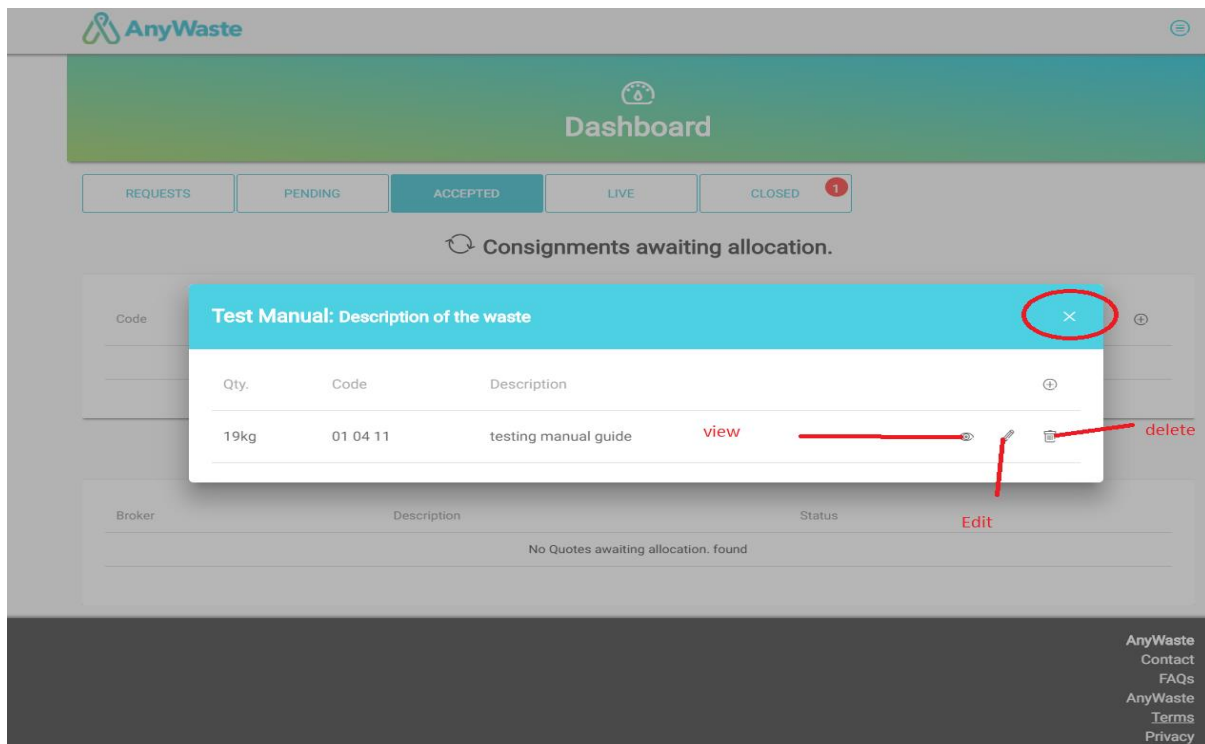 AnyWaste
Dashboard
REQUESTS PENDING ACCEPTED LIVE CLOSED 1
Consignments awaiting allocation.
Code
Test Manual: Description of the waste
Qty. Code Description
19kg 01 04 11 testing manual guide view
delete
Edit
Broker Description Status
No Quotes awaiting allocation. found
AnyWaste
Contact
FAQs
AnyWaste
Terms
Privacy